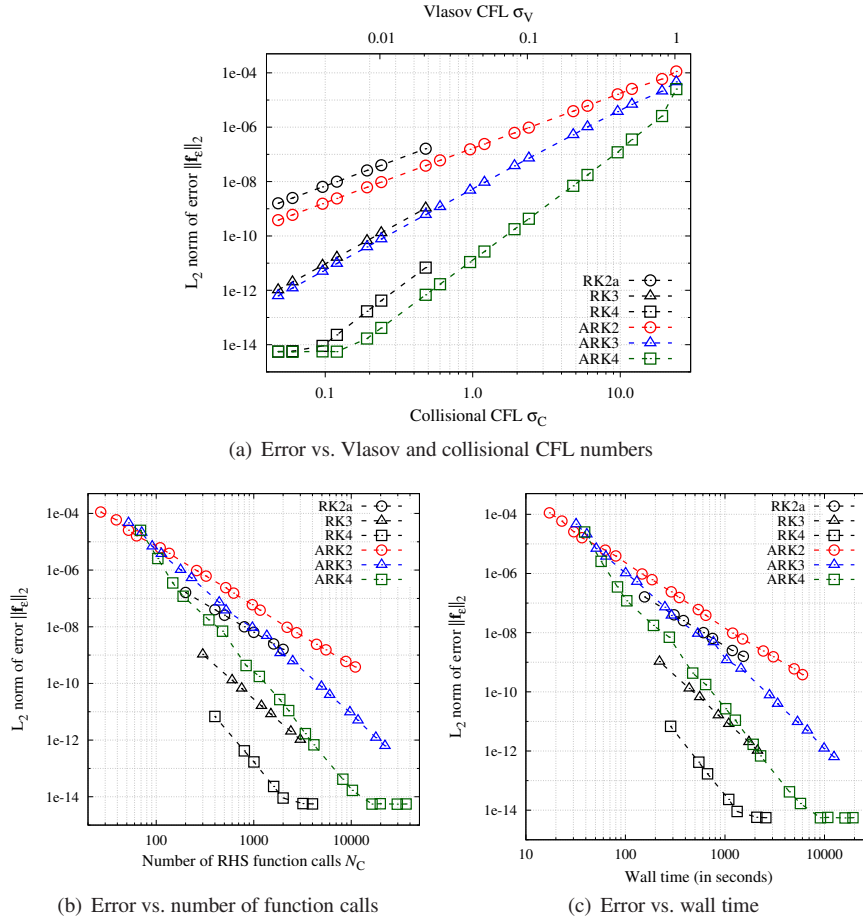 Vlasov CFL σV
0.01 0.1 1
1e-04
1e-06
1e-08
1e-10
1e-12
1e-14
L2 norm of error ||fε||2
RK2a
RK3
RK4
ARK2
ARK3
ARK4
0.1 1.0 10.0
Collisional CFL σC
(a) Error vs. Vlasov and collisional CFL numbers
1e-04
1e-06
1e-08
1e-10
1e-12
1e-14
L2 norm of error ||fε||2
RK2a
RK3
RK4
ARK2
ARK3
ARK4
100 1000 10000
Number of RHS function calls NC
(b) Error vs. number of function calls
1e-04
1e-06
1e-08
1e-10
1e-12
1e-14
L2 norm of error ||fε||2
RK2a
RK3
RK4
ARK2
ARK3
ARK4
10 100 1000 10000
Wall time (in seconds)
(c) Error vs. wall time